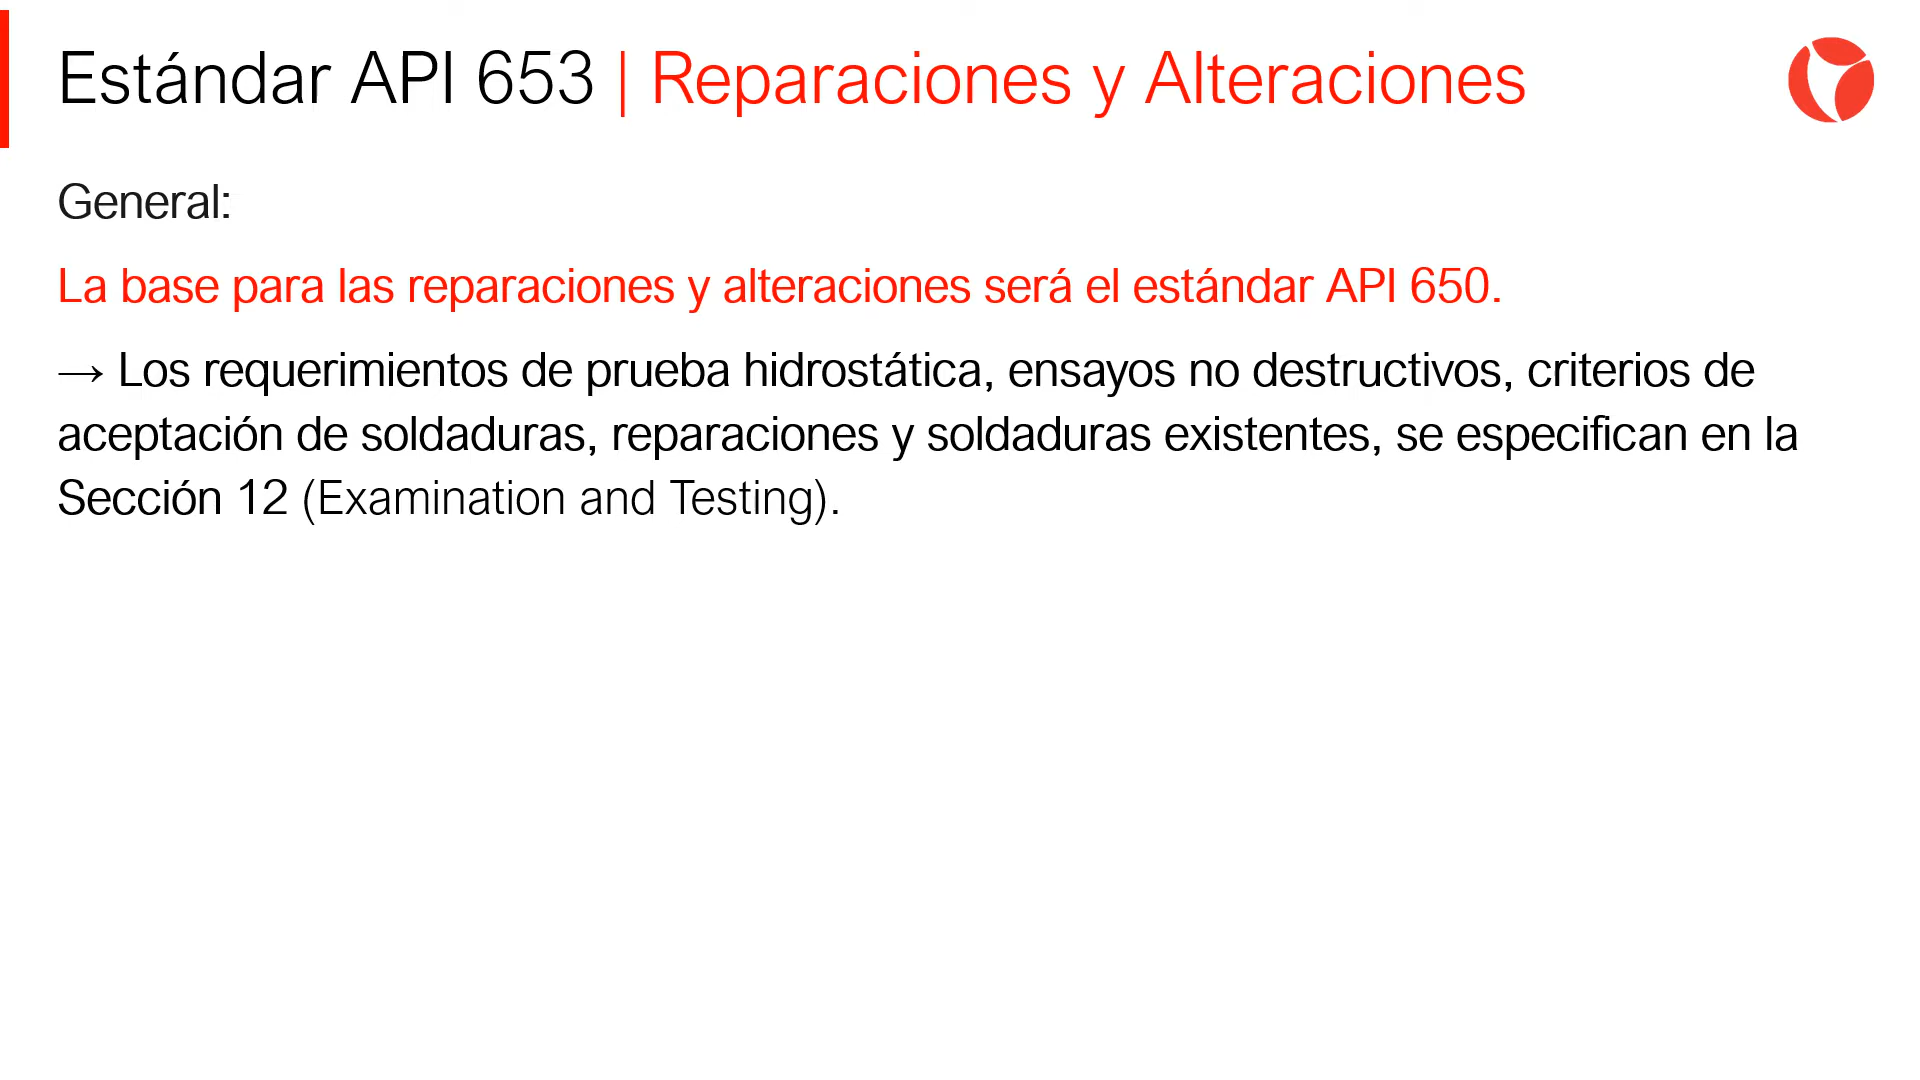 Estándar API 653 | Reparaciones y Alteraciones
General:
La base para las reparaciones y alteraciones será el estándar API 650.
→ Los requerimientos de prueba hidrostática, ensayos no destructivos, criterios de
aceptación de soldaduras, reparaciones y soldaduras existentes, se especifican en la
Sección 12 (Examination and Testing).